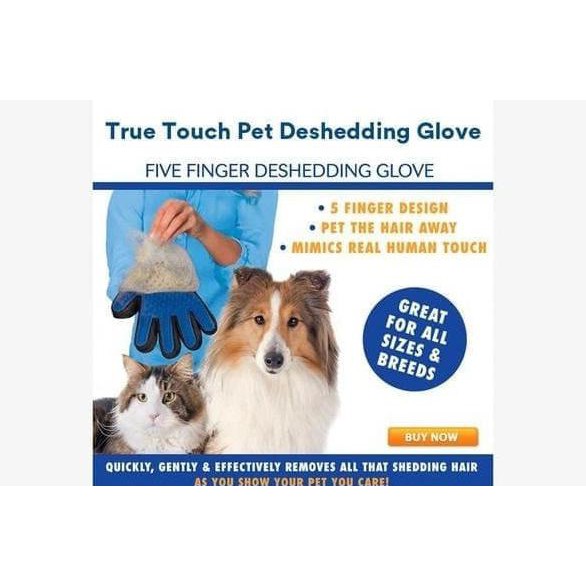 True Touch Pet Deshedding Glove
FIVE FINGER DESHEDDING GLOVE
• 5 FINGER DESIGN
• PET THE HAIR AWAY
• MIMICS REAL HUMAN TOUCH
GREAT
FOR ALL
SIZES &
BREEDS
BUY NOW
QUICKLY, GENTLY & EFFECTIVELY REMOVES ALL THAT SHEDDING HAIR
AS YOU SHOW YOUR PET YOU CARE!